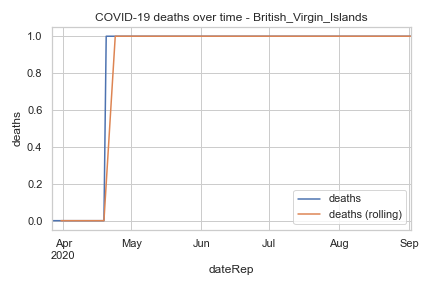 COVID-19 deaths over time - British_Virgin_Islands
deaths
1.0
0.8
0.6
0.4
0.2
0.0
deaths
deaths (rolling)
Apr May Jun Jul Aug Sep
2020
dateRep